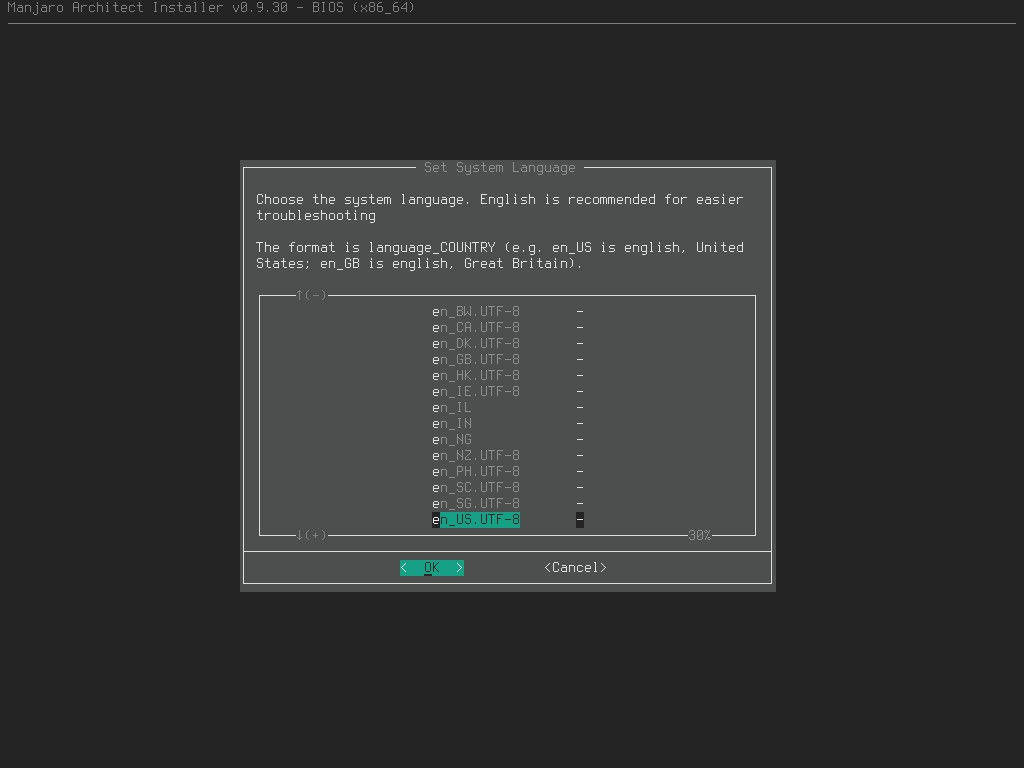 Manjaro Architect Installer v0.9.30 - BIOS (x86_64)
Set System Language
Choose the system language. English is recommended for easier
troubleshooting
The format is language_COUNTRY (e.g. en_US is english, United
States; en_GB is english, Great Britain).
↑(-)
en_BW.UTF-8 -
en_CA.UTF-8 -
en_DK.UTF-8 -
en_GB.UTF-8 -
en_HK.UTF-8 -
en_IE.UTF-8 -
en_IL -
en_IN -
en_NG -
en_NZ.UTF-8 -
en_PH.UTF-8 -
en_SC.UTF-8 -
en_SG.UTF-8 -
en_US.UTF-8 -
↓(+) 30%
< OK > <Cancel>